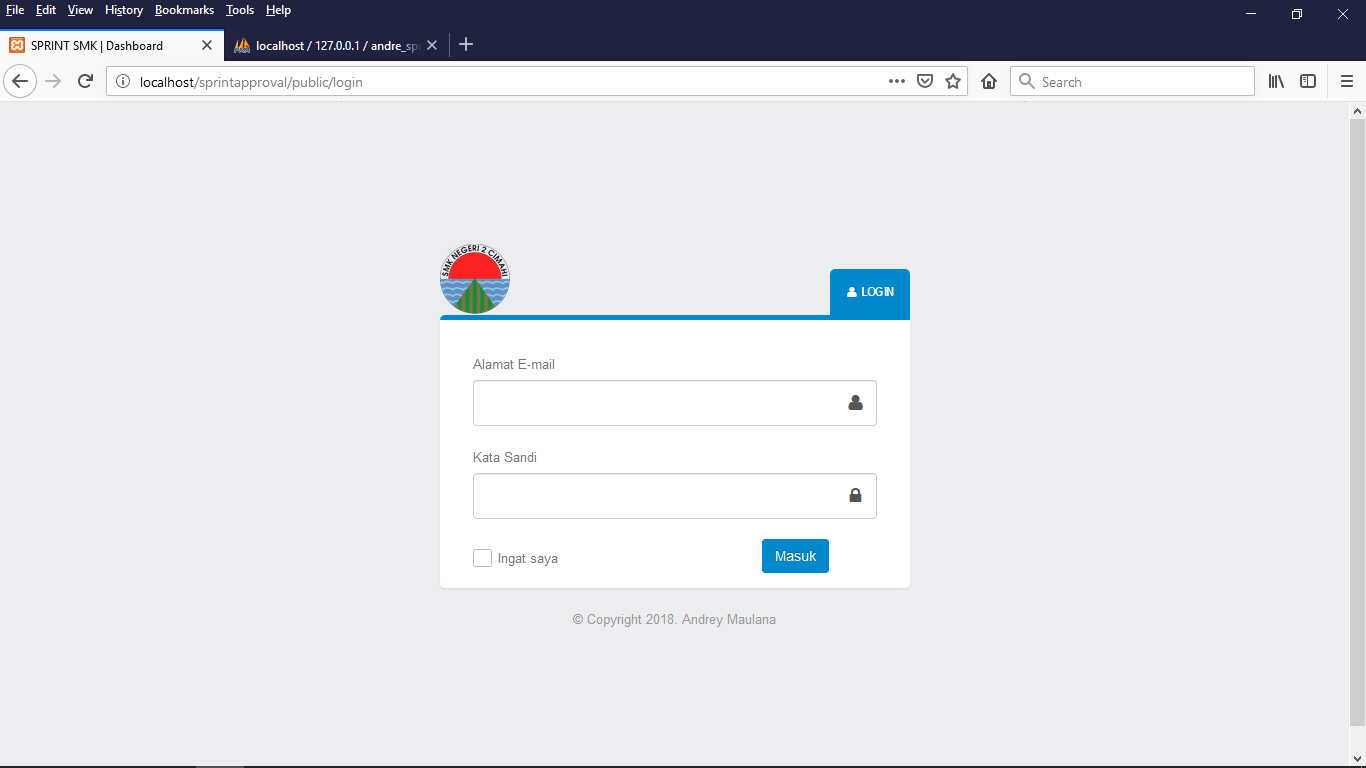 File Edit View History Bookmarks Tools Help
SPRINT SMK | Dashboard
localhost / 127.0.0.1 / andre_sp
localhost/sprintapproval/public/login
Search
SMK NEGERI 2 CIMAHI
LOGIN
Alamat E-mail
Kata Sandi
Ingat saya
Masuk
© Copyright 2018. Andrey Maulana